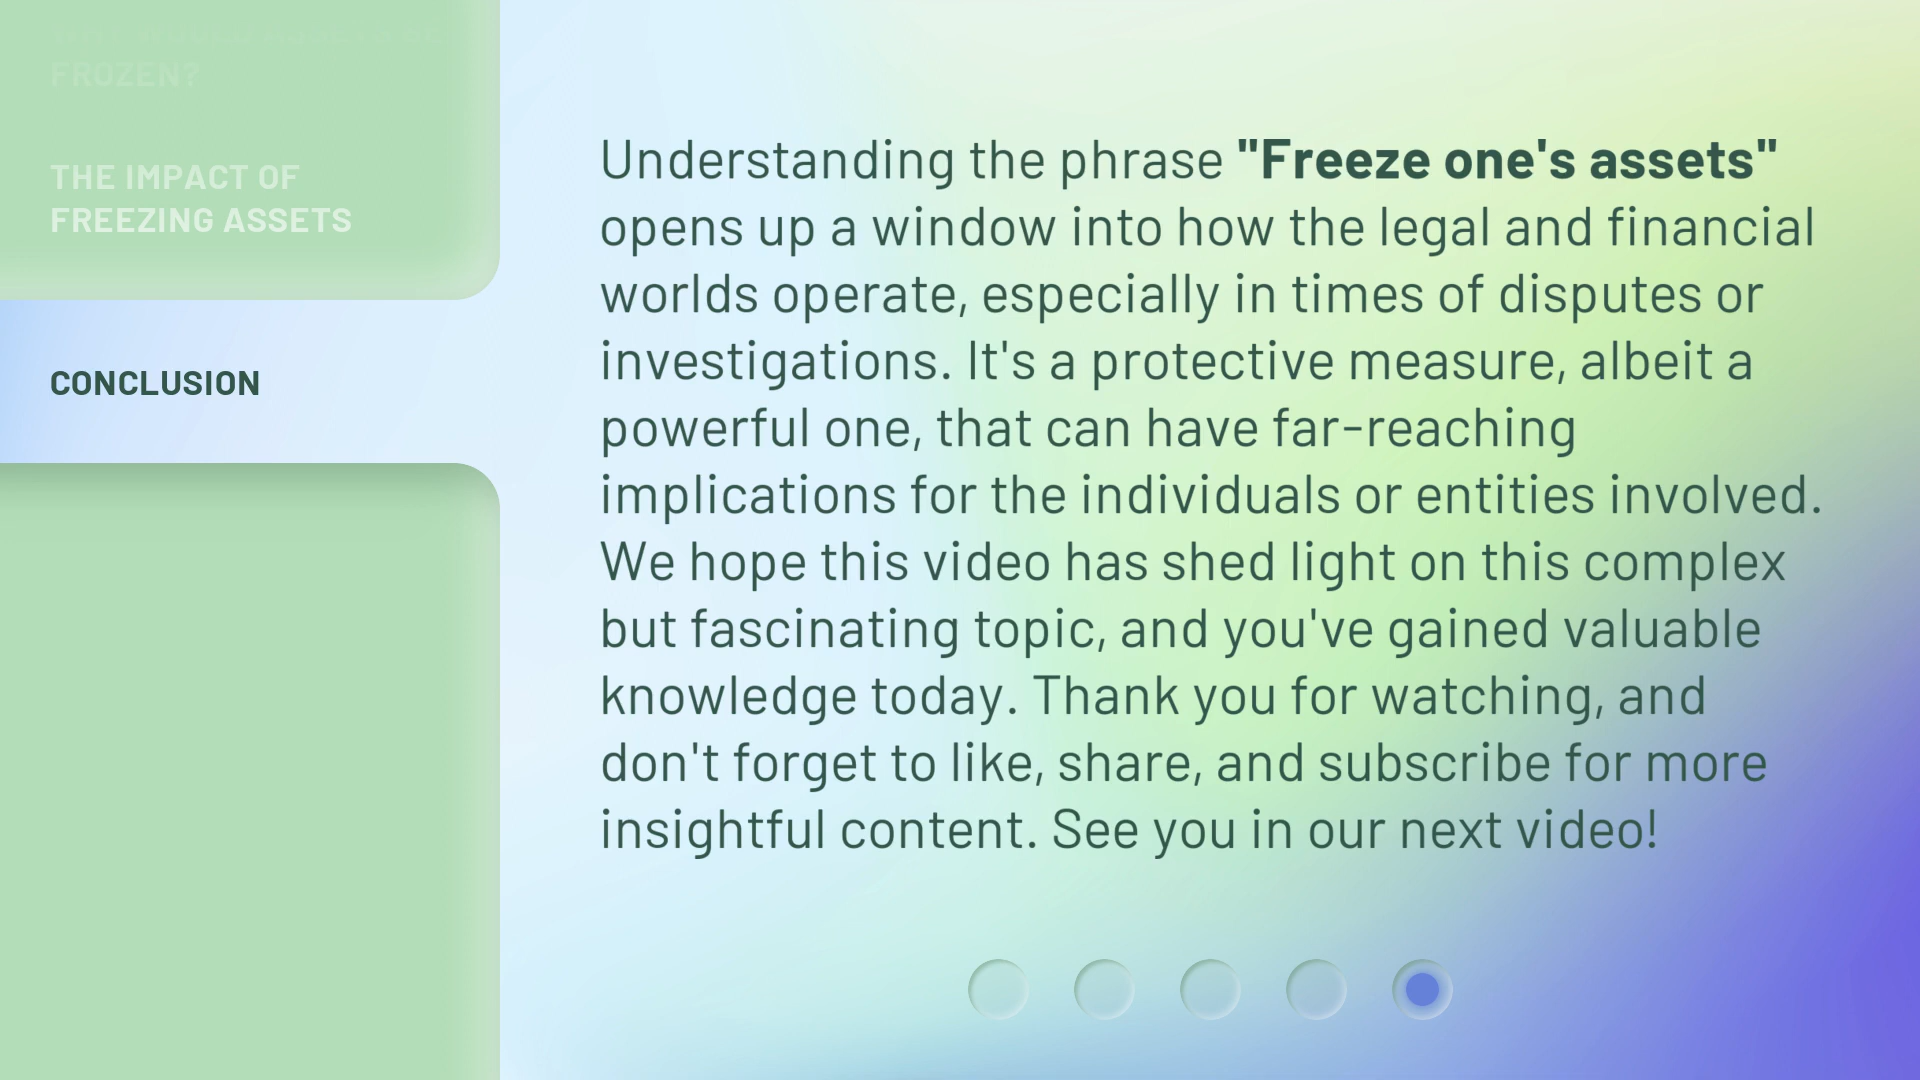 FROZEN?
THE IMPACT OF
FREEZING ASSETS
CONCLUSION
Understanding the phrase "Freeze one's assets"
opens up a window into how the legal and financial
worlds operate, especially in times of disputes or
investigations. It's a protective measure, albeit a
powerful one, that can have far-reaching
implications for the individuals or entities involved.
We hope this video has shed light on this complex
but fascinating topic, and you've gained valuable
knowledge today. Thank you for watching, and
don't forget to like, share, and subscribe for more
insightful content. See you in our next video!